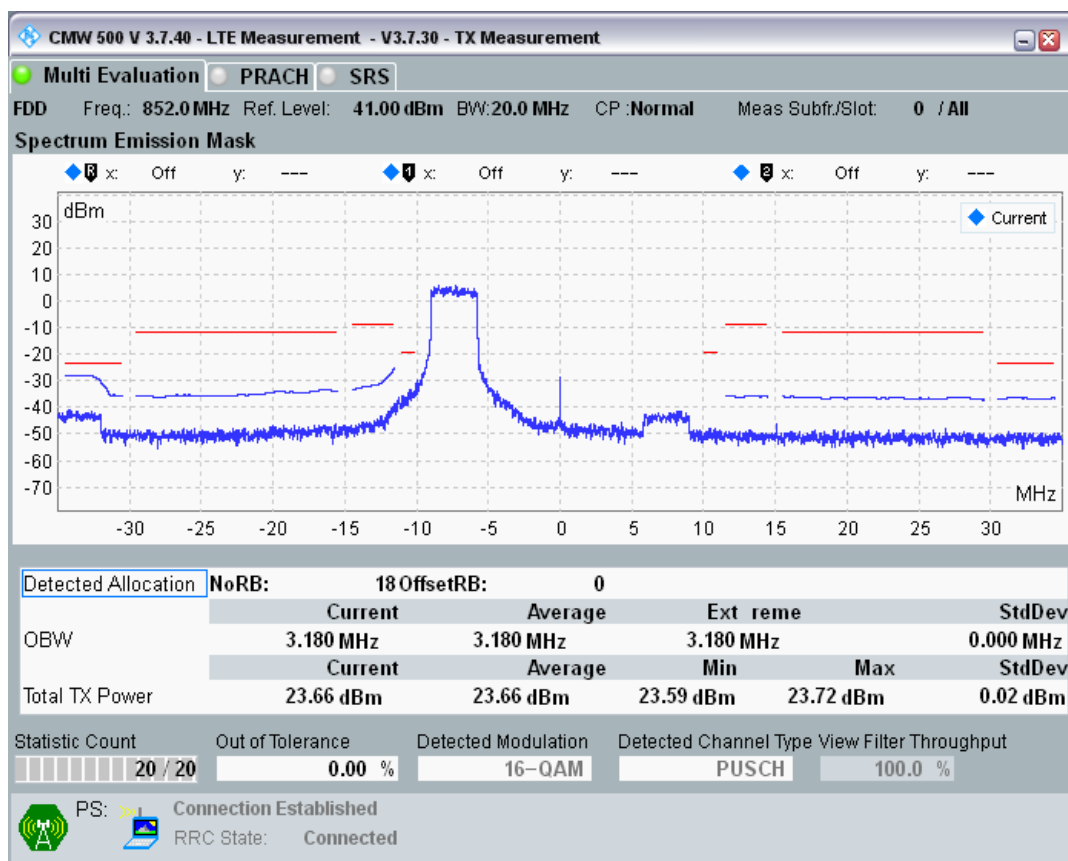 CMW 500 V 3.7.40 - LTE Measurement - V3.7.30 - TX Measurement
Multi Evaluation PRACH SRS
FDD Freq.: 852.0 MHz Ref. Level: 41.00 dBm BW:20.0 MHz CP :Normal Meas Subfr./Slot: 0 / All
Spectrum Emission Mask
R x: Off y: --- 1 x: Off y: --- 2 x: Off y: ---
dBm
Current
30
20
10
0
-10
-20
-30
-40
-50
-60
-70
MHz
-30 -25 -20 -15 -10 -5 0 5 10 15 20 25 30
Detected Allocation NoRB: 18 OffsetRB: 0
Current Average Ext reme StdDev
OBW 3.180 MHz 3.180 MHz 3.180 MHz 0.000 MHz
Current Average Min Max StdDev
Total TX Power 23.66 dBm 23.66 dBm 23.59 dBm 23.72 dBm 0.02 dBm
Statistic Count Out of Tolerance Detected Modulation Detected Channel Type View Filter Throughput
20 / 20 0.00 % 16-QAM PUSCH 100.0 %
PS: Connection Established
RRC State: Connected